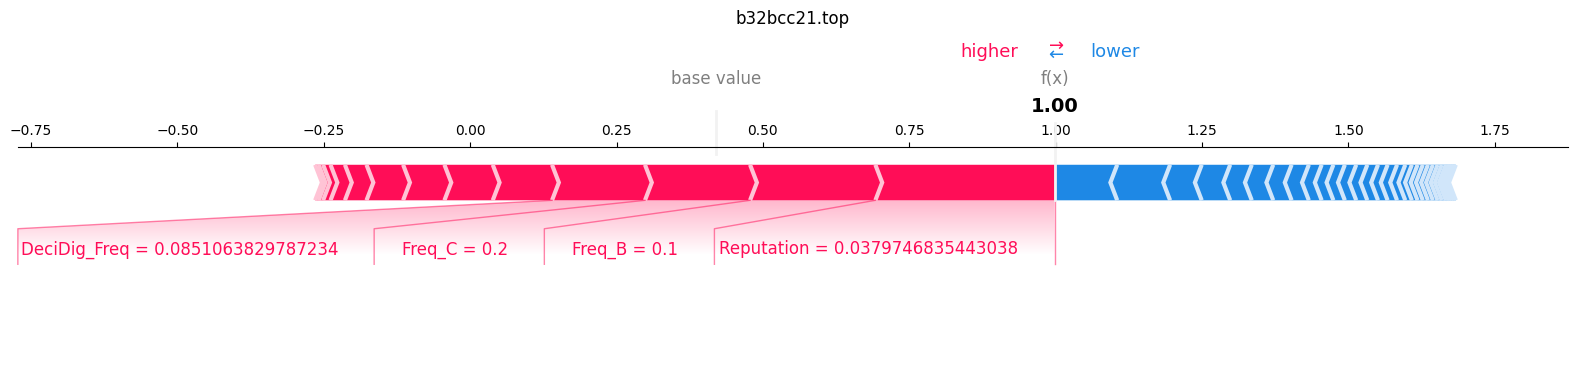 b32bcc21.top
higher → ← lower
base value f(x)
1.00
−0.75 −0.50 −0.25 0.00 0.25 0.50 0.75 1.00 1.25 1.50 1.75
DeciDig_Freq = 0.0851063829787234 Freq_C = 0.2 Freq_B = 0.1 Reputation = 0.0379746835443038